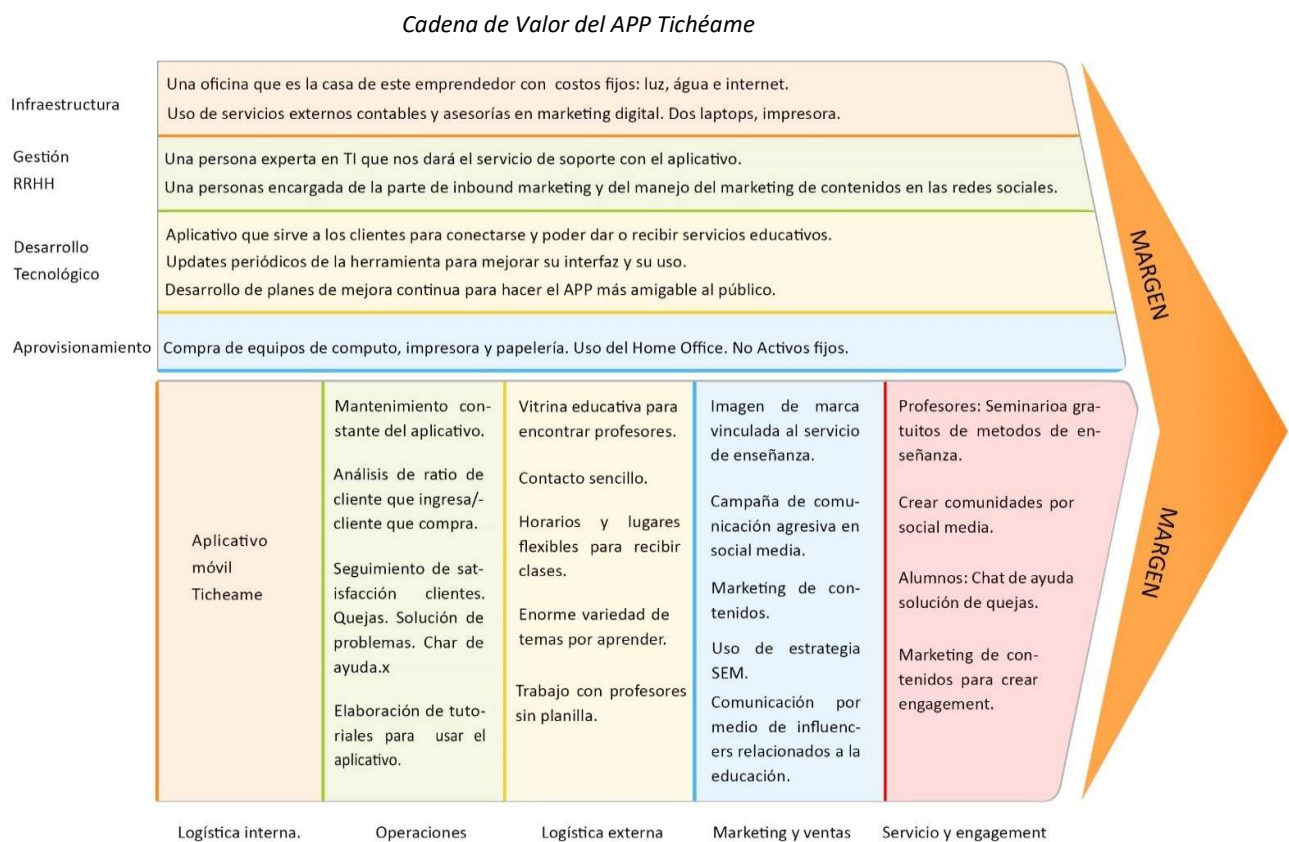 Cadena de Valor del APP Tichéame
Infraestructura
Una oficina que es la casa de este emprendedor con costos fijos: luz, água e internet.
Uso de servicios externos contables y asesorías en marketing digital. Dos laptops, impresora.
Gestión
RRHH
Una persona experta en TI que nos dará el servicio de soporte con el aplicativo.
Una personas encargada de la parte de inbound marketing y del manejo del marketing de contenidos en las redes sociales.
Desarrollo
Tecnológico
Aplicativo que sirve a los clientes para conectarse y poder dar o recibir servicios educativos.
Updates periódicos de la herramienta para mejorar su interfaz y su uso.
Desarrollo de planes de mejora continua para hacer el APP más amigable al público.
Aprovisionamiento
Compra de equipos de computo, impresora y papelería. Uso del Home Office. No Activos fijos.
MARGEN
MARGEN
Aplicativo
móvil
Ticheame
Logística interna.
Mantenimiento con-
stante del aplicativo.
Análisis de ratio de
cliente que ingresa/-
cliente que compra.
Seguimiento de sat-
isfacción clientes.
Quejas. Solución de
problemas. Char de
ayuda.x
Elaboración de tuto-
riales para usar el
aplicativo.
Operaciones
Vitrina educativa para
encontrar profesores.
Contacto sencillo.
Horarios y lugares
flexibles para recibir
clases.
Enorme variedad de
temas por aprender.
Trabajo con profesores
sin planilla.
Logística externa
Imagen de marca
vinculada al servicio
de enseñanza.
Campaña de comu-
nicación agresiva en
social media.
Marketing de con-
tenidos.
Uso de estrategia
SEM.
Comunicación por
medio de influenc-
ers relacionados a la
educación.
Marketing y ventas
Profesores: Seminarioa gra-
tuitos de metodos de en-
señanza.
Crear comunidades por
social media.
Alumnos: Chat de ayuda
solución de quejas.
Marketing de con-
tenidos para crear
engagement.
Servicio y engagement